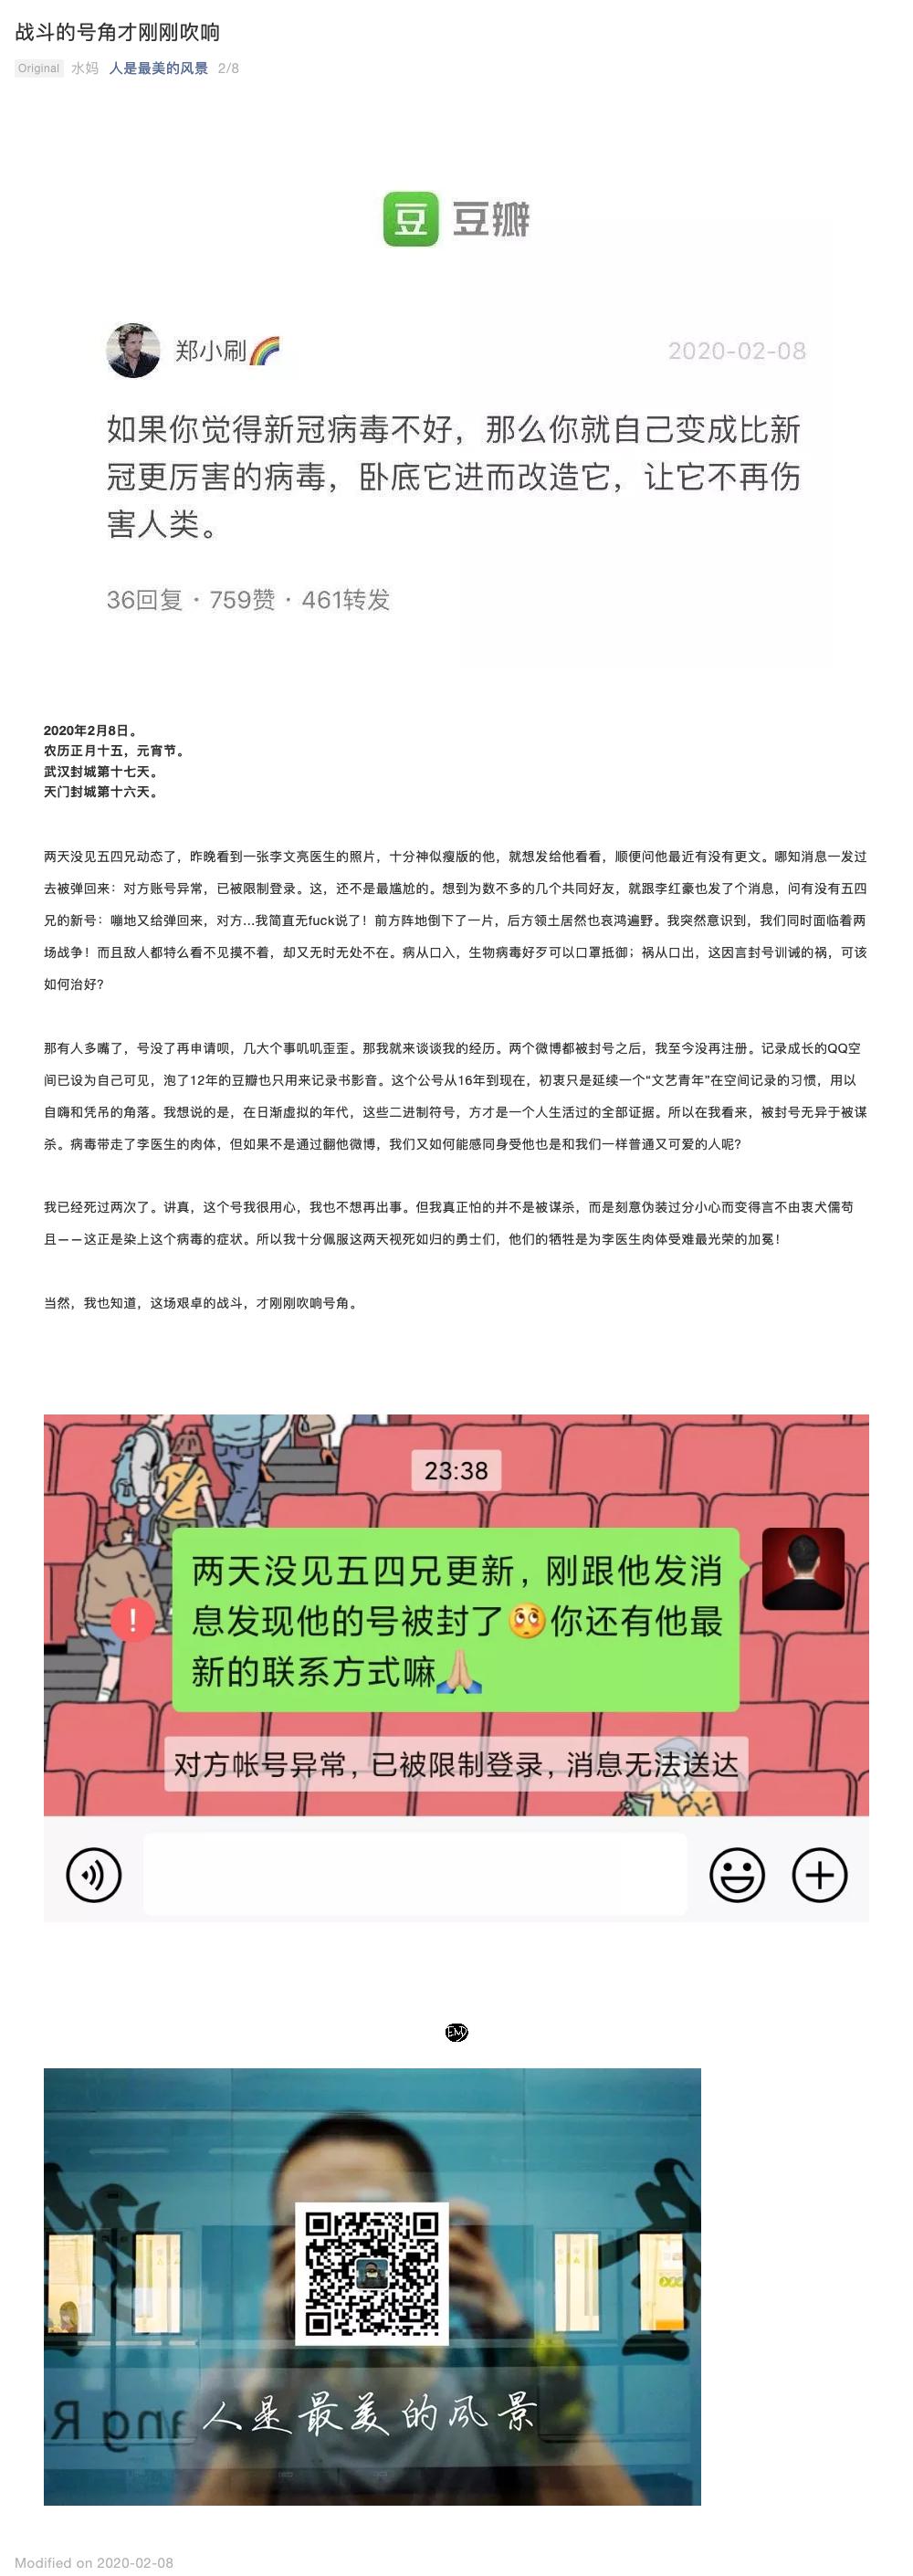 战斗的号角才刚刚吹响
Original 水妈 人是最美的风景 2/8
豆 豆瓣
郑小刷🌈 2020-02-08
如果你觉得新冠病毒不好，那么你就自己变成比新
冠更厉害的病毒，卧底它进而改造它，让它不再伤
害人类。
36回复 · 759赞 · 461转发
2020年2月8日。
农历正月十五，元宵节。
武汉封城第十七天。
天门封城第十六天。
两天没见五四兄动态了，昨晚看到一张李文亮医生的照片，十分神似瘦版的他，就想发给他看看，顺便问他最近有没有更文。哪知消息一发过
去被弹回来：对方账号异常，已被限制登录。这，还不是最尴尬的。想到为数不多的几个共同好友，就跟李红豪也发了个消息，问有没有五四
兄的新号：嘣地又给弹回来，对方...我简直无fuck说了！前方阵地倒下了一片，后方领土居然也哀鸿遍野。我突然意识到，我们同时面临着两
场战争！而且敌人都特么看不见摸不着，却又无时无处不在。病从口入，生物病毒好歹可以口罩抵御；祸从口出，这因言封号训诫的祸，可该
如何治好？
那有人多嘴了，号没了再申请呗，几大个事叽叽歪歪。那我就来谈谈我的经历。两个微博都被封号之后，我至今没再注册。记录成长的QQ空
间已设为自己可见，泡了12年的豆瓣也只用来记录书影音。这个公号从16年到现在，初衷只是延续一个“文艺青年”在空间记录的习惯，用以
自嗨和凭吊的角落。我想说的是，在日渐虚拟的年代，这些二进制符号，方才是一个人生活过的全部证据。所以在我看来，被封号无异于被谋
杀。病毒带走了李医生的肉体，但如果不是通过翻他微博，我们又如何能感同身受他也是和我们一样普通又可爱的人呢？
我已经死过两次了。讲真，这个号我很用心，我也不想再出事。但我真正怕的并不是被谋杀，而是刻意伪装过分小心而变得言不由衷犬儒苟
且——这正是染上这个病毒的症状。所以我十分佩服这两天视死如归的勇士们，他们的牺牲是为李医生肉体受难最光荣的加冕！
当然，我也知道，这场艰卓的战斗，才刚刚吹响号角。
23:38
两天没见五四兄更新，刚跟他发消
息发现他的号被封了🥺你还有他最
新的联系方式嘛🙏
对方帐号异常，已被限制登录，消息无法送达
END
人是最美的风景
Modified on 2020-02-08